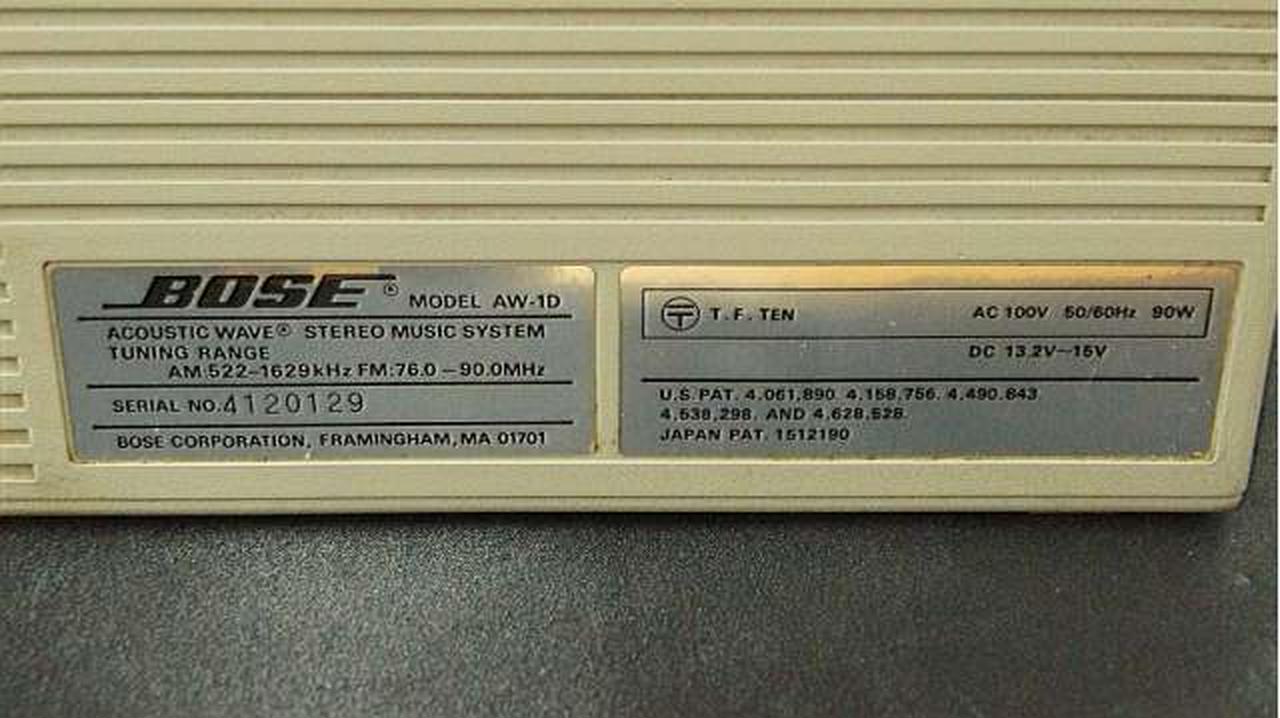 BOSE® MODEL AW-1D
ACOUSTIC WAVE® STEREO MUSIC SYSTEM
TUNING RANGE
AM:522-1629kHz FM:76.0-90.0MHz
SERIAL NO.4120129
BOSE CORPORATION, FRAMINGHAM, MA 01701
T.F.TEN AC 100V 50/60Hz 90W
DC 13.2V~15V
U.S. PAT. 4.061,890. 4.158,756. 4,490.843.
4.538,298. AND 4.628,528.
JAPAN PAT. 1512190